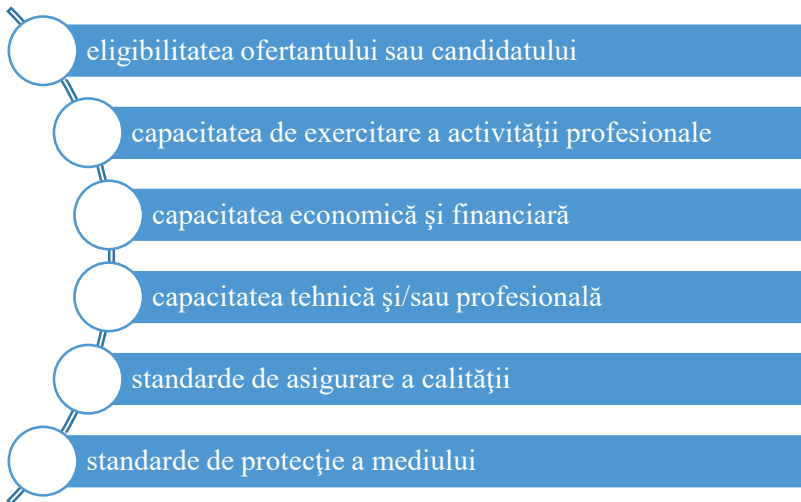 eligibilitatea ofertantului sau candidatului
capacitatea de exercitare a activităţii profesionale
capacitatea economică şi financiară
capacitatea tehnică şi/sau profesională
standarde de asigurare a calităţii
standarde de protecţie a mediului